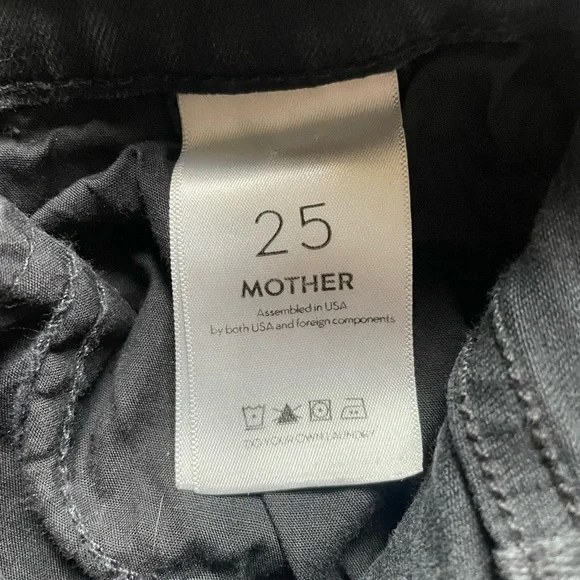 25
MOTHER
Assembled in USA
by both USA and foreign components
DO YOUR OWN LAUNDRY